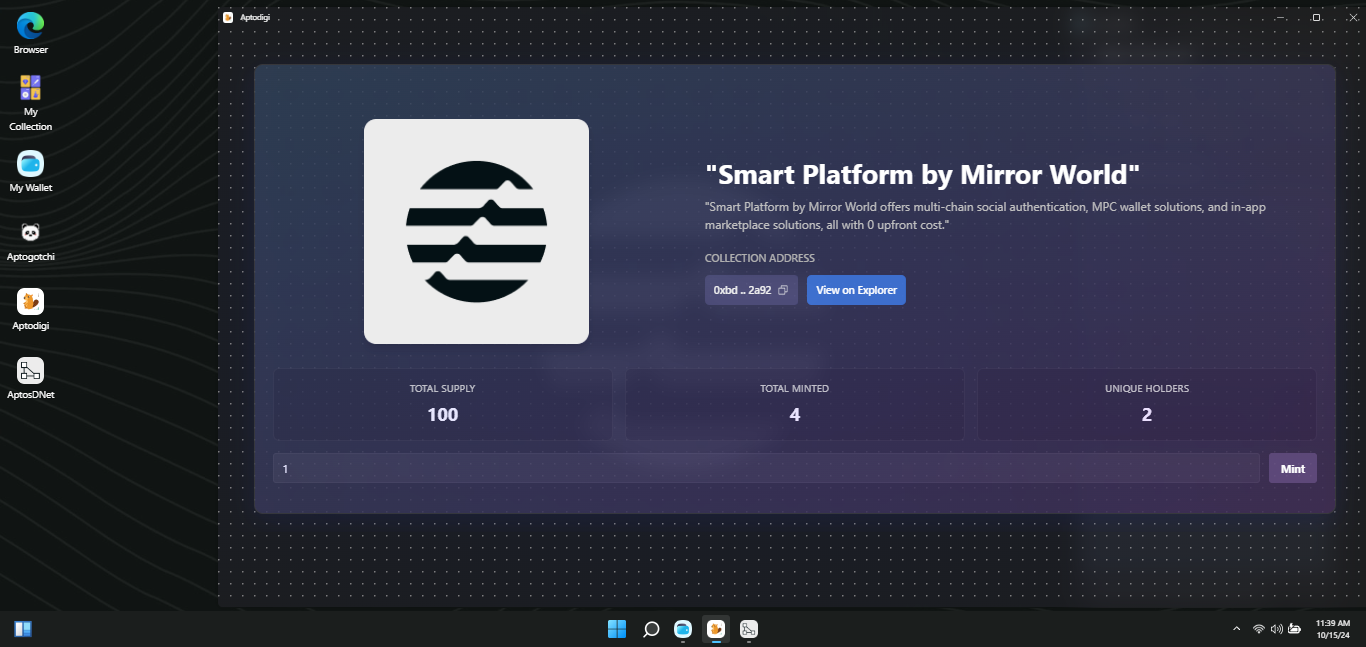 Browser
My
Collection
My Wallet
Aptogotchi
Aptodigi
AptosDNet
Aptodigi
"Smart Platform by Mirror World"
"Smart Platform by Mirror World offers multi-chain social authentication, MPC wallet solutions, and in-app
marketplace solutions, all with 0 upfront cost."
COLLECTION ADDRESS
0xbd .. 2a92
View on Explorer
TOTAL SUPPLY
100
TOTAL MINTED
4
UNIQUE HOLDERS
2
1
Mint
11:39 AM
10/15/24